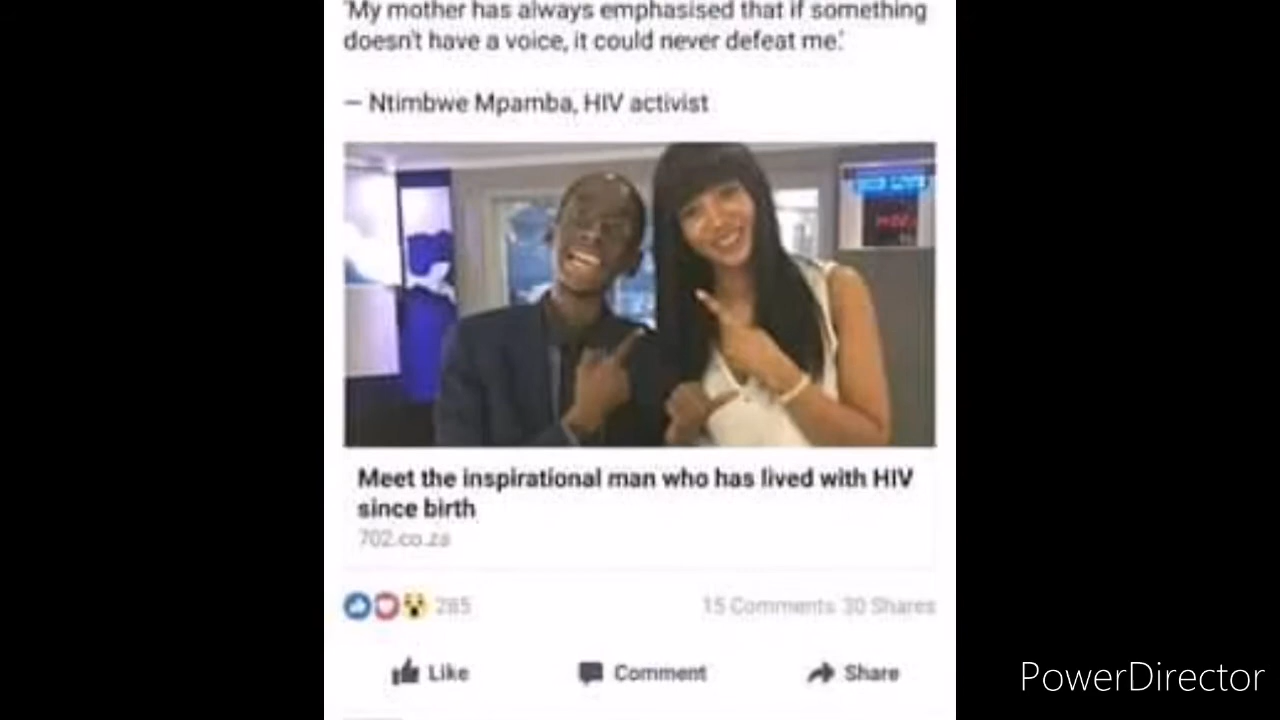 'My mother has always emphasised that if something
doesn't have a voice, it could never defeat me.'
— Ntimbwe Mpamba, HIV activist
Meet the inspirational man who has lived with HIV
since birth
702.co.za
285
15 Comments 30 Shares
Like Comment Share
PowerDirector